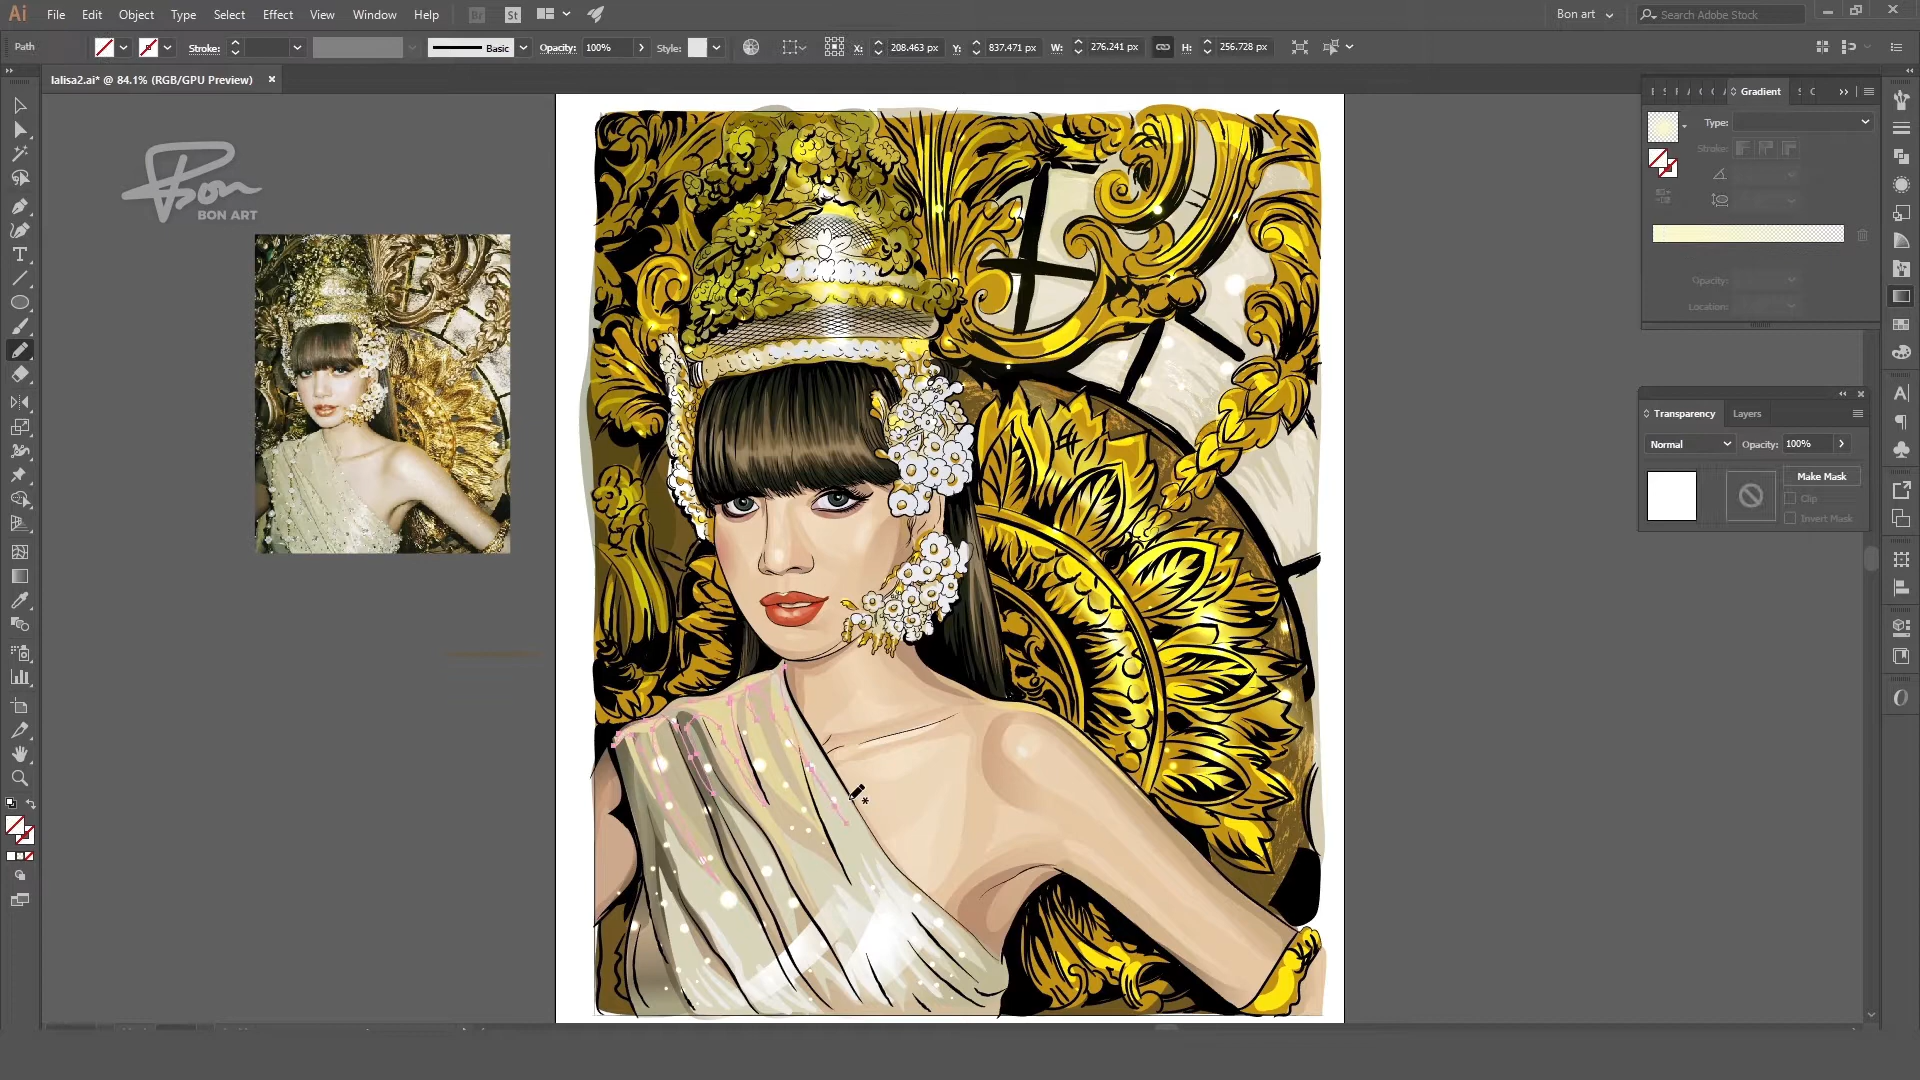 Ai File Edit Object Type Select Effect View Window Help Br St Bon art Search Adobe Stock
Path Stroke: Basic Opacity: 100% Style: X: 208.463 px Y: 837.471 px W: 276.241 px H: 256.728 px
lalisa2.ai* @ 84.1% (RGB/GPU Preview)
Gradient
Type:
Stroke:
Opacity:
Location:
Transparency Layers
Normal Opacity: 100%
Make Mask
Clip
Invert Mask
Bon
BON ART